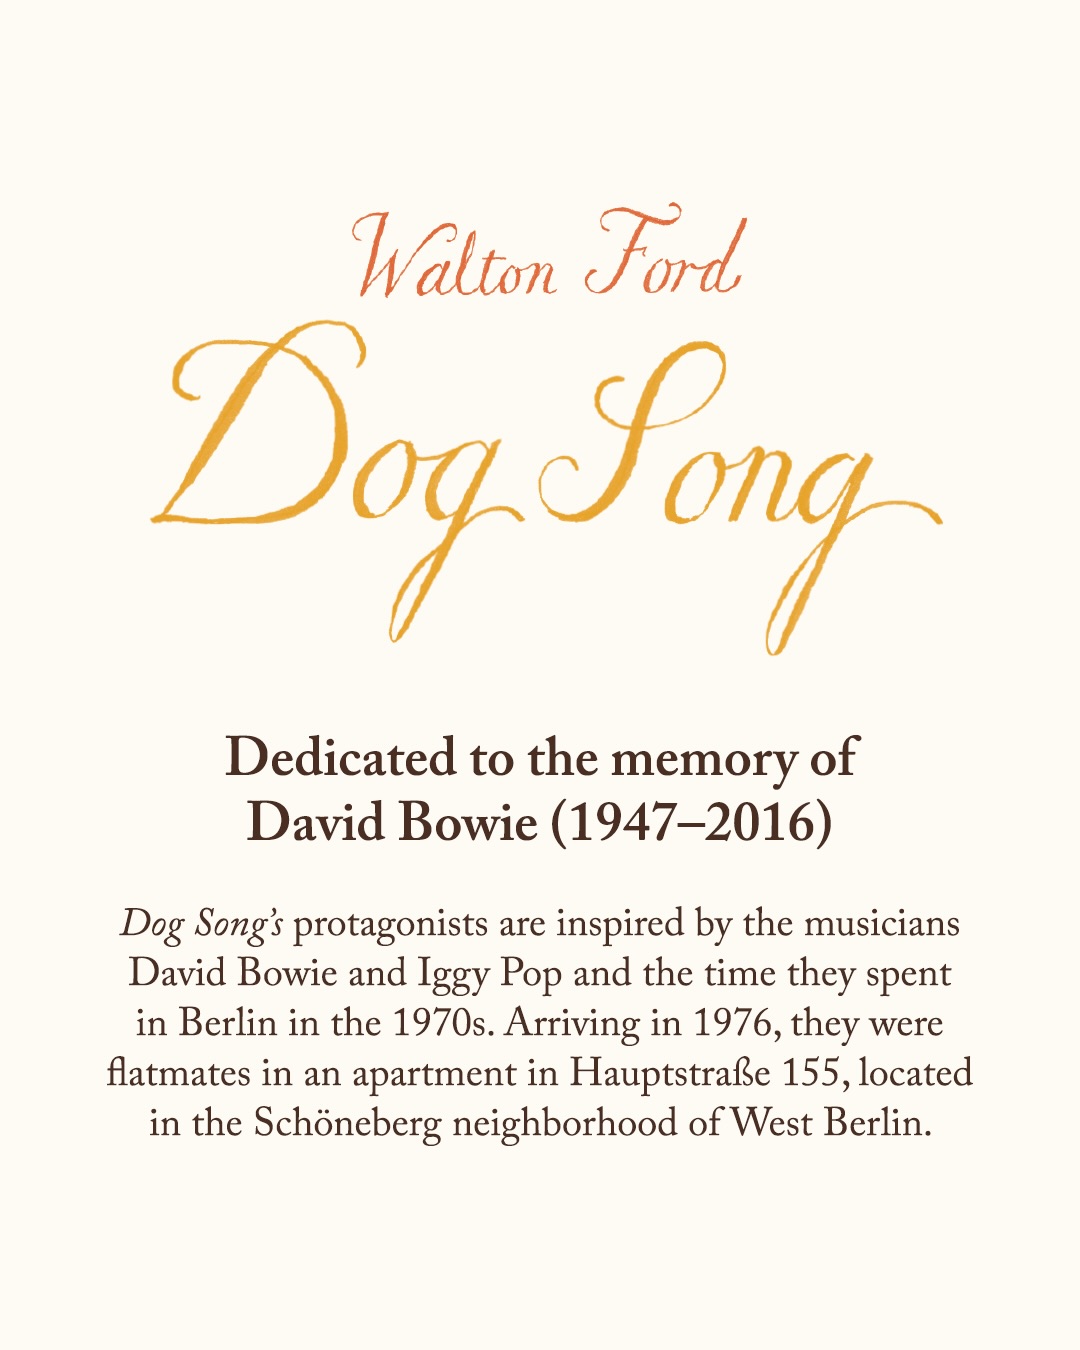 Walton Ford
Dog Song
Dedicated to the memory of
David Bowie (1947–2016)
Dog Song’s protagonists are inspired by the musicians
David Bowie and Iggy Pop and the time they spent
in Berlin in the 1970s. Arriving in 1976, they were
flatmates in an apartment in Hauptstraße 155, located
in the Schöneberg neighborhood of West Berlin.